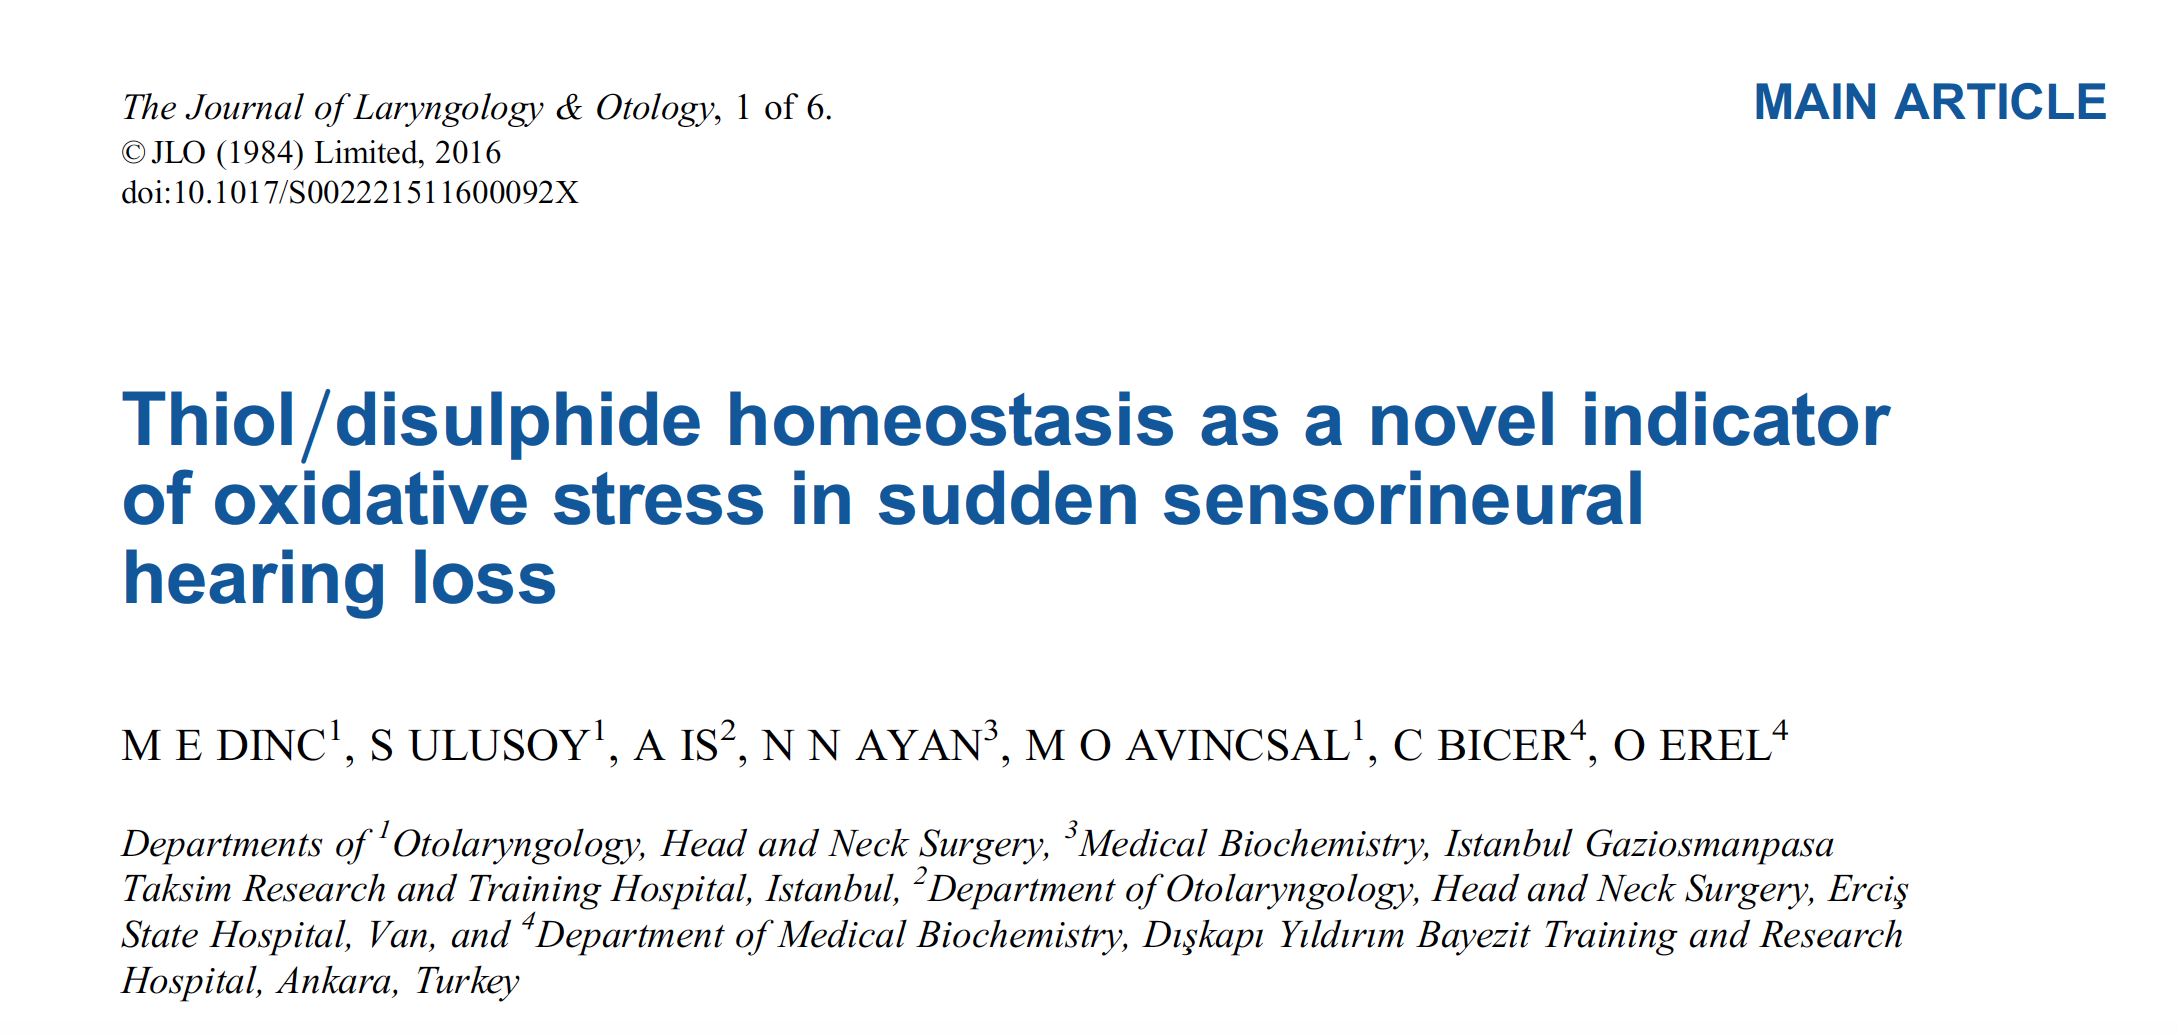 The Journal of Laryngology & Otology, 1 of 6.
MAIN ARTICLE
© JLO (1984) Limited, 2016
doi:10.1017/S002221511600092X
Thiol/disulphide homeostasis as a novel indicator
of oxidative stress in sudden sensorineural
hearing loss
M E DINC1, S ULUSOY1, A IS2, N N AYAN3, M O AVINCSAL1, C BICER4, O EREL4
Departments of 1Otolaryngology, Head and Neck Surgery, 3Medical Biochemistry, Istanbul Gaziosmanpasa
Taksim Research and Training Hospital, Istanbul, 2Department of Otolaryngology, Head and Neck Surgery, Erciş
State Hospital, Van, and 4Department of Medical Biochemistry, Dışkapı Yıldırım Bayezit Training and Research
Hospital, Ankara, Turkey